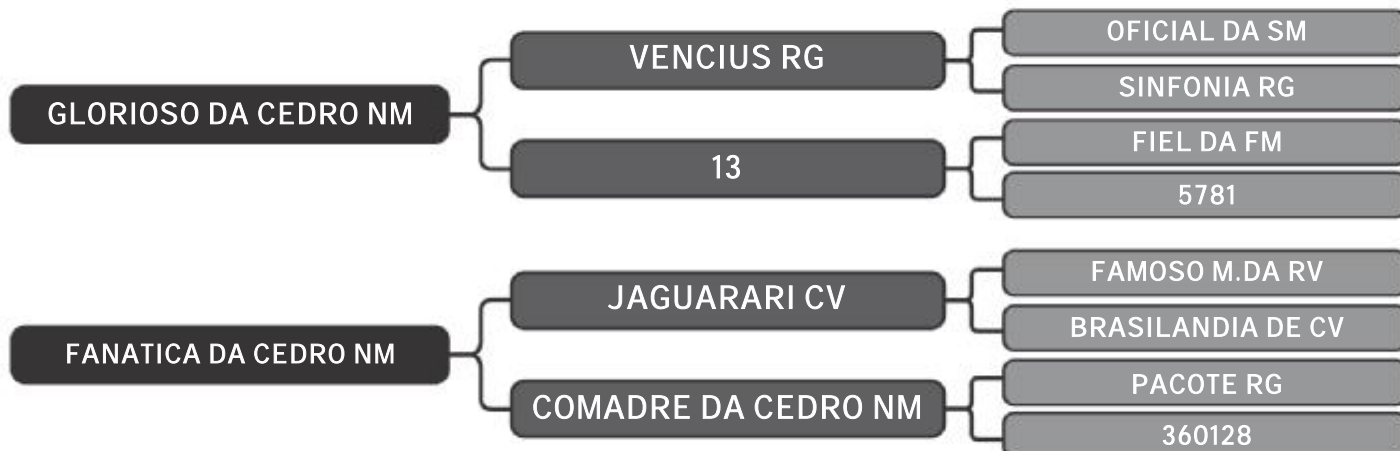 GLORIOSO DA CEDRO NM
VENCIUS RG
OFICIAL DA SM
SINFONIA RG
13
FIEL DA FM
5781
FANATICA DA CEDRO NM
JAGUARARI CV
FAMOSO M.DA RV
BRASILANDIA DE CV
COMADRE DA CEDRO NM
PACOTE RG
360128